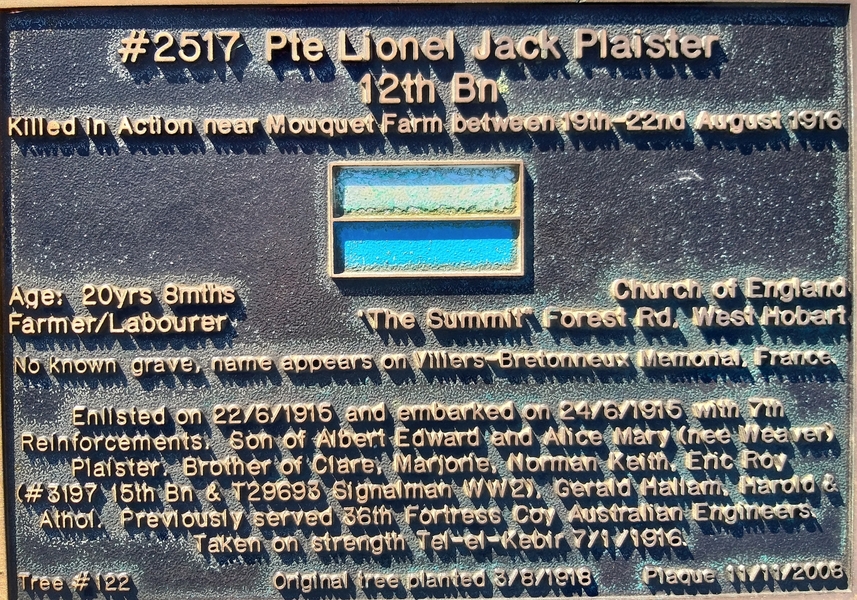 #2517 Pte Lionel Jack Plaister
12th Bn
Killed in Action near Mouquet Farm between 19th-22nd August 1916
Age: 20yrs 8mths
Church of England
Farmer/Labourer
"The Summit" Forest Rd, West Hobart
No known grave, name appears on Villers-Bretonneux Memorial, France.
Enlisted on 22/6/1915 and embarked on 24/6/1915 with 7th
Reinforcements. Son of Albert Edward and Alice Mary (nee Weaver)
Plaister. Brother of Clare, Marjorie, Norman Keith, Eric Roy
(#3197 15th Bn & T29693 Signalman WW2), Gerald Hallam, Harold &
Athol. Previously served 36th Fortress Coy Australian Engineers.
Taken on strength Tel-el-Kebir 7/1/1916.
Tree #122
Original tree planted 3/8/1918
Plaque 11/11/2008